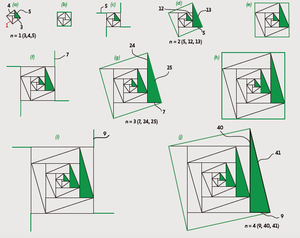 (a)
4
5
3
n = 1 (3,4,5)
(b)
(c)
5
(d)
12
13
5
n = 2 (5, 12, 13)
(e)
(f)
7
(g)
24
25
7
n = 3 (7, 24, 25)
(h)
(i)
9
(j)
40
41
9
n = 4 (9, 40, 41)